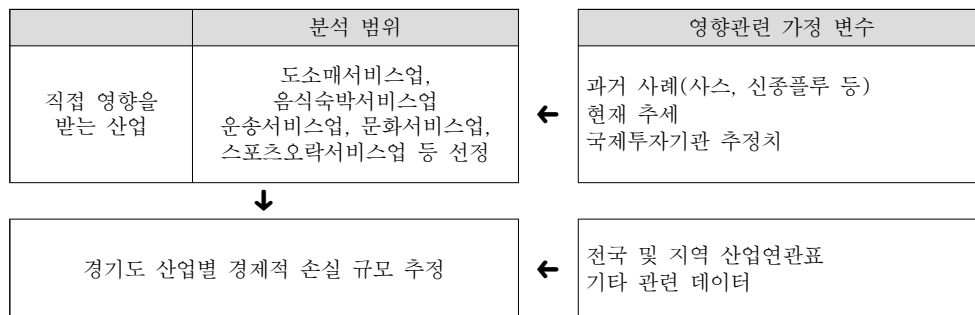 분석 범위
직접 영향을
받는 산업
도소매서비스업,
음식숙박서비스업
운송서비스업, 문화서비스업,
스포츠오락서비스업 등 선정
영향관련 가정 변수
과거 사례(사스, 신종플루 등)
현재 추세
국제투자기관 추정치
경기도 산업별 경제적 손실 규모 추정
전국 및 지역 산업연관표
기타 관련 데이터